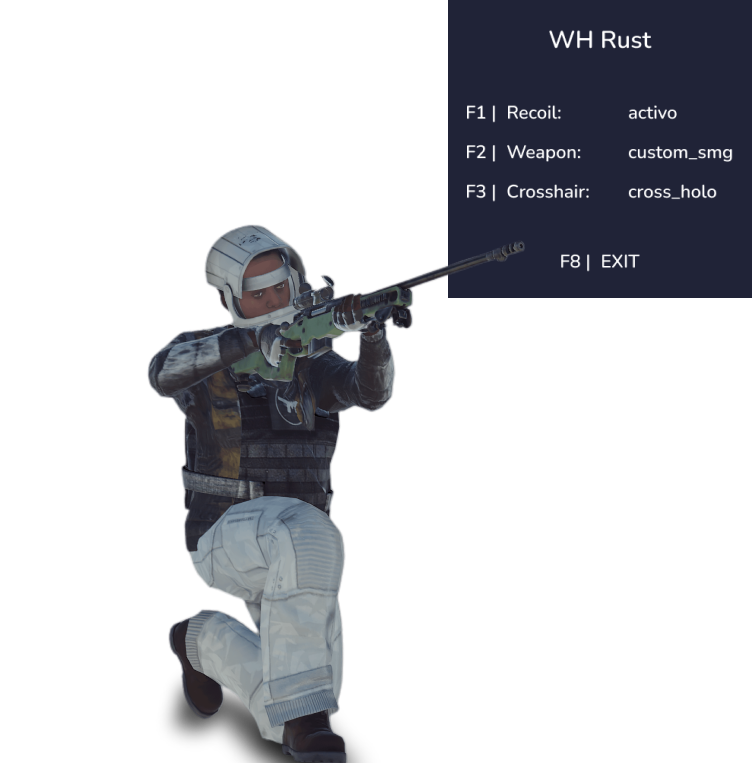 WH Rust
F1 | Recoil: activo
F2 | Weapon: custom_smg
F3 | Crosshair: cross_holo
F8 | EXIT